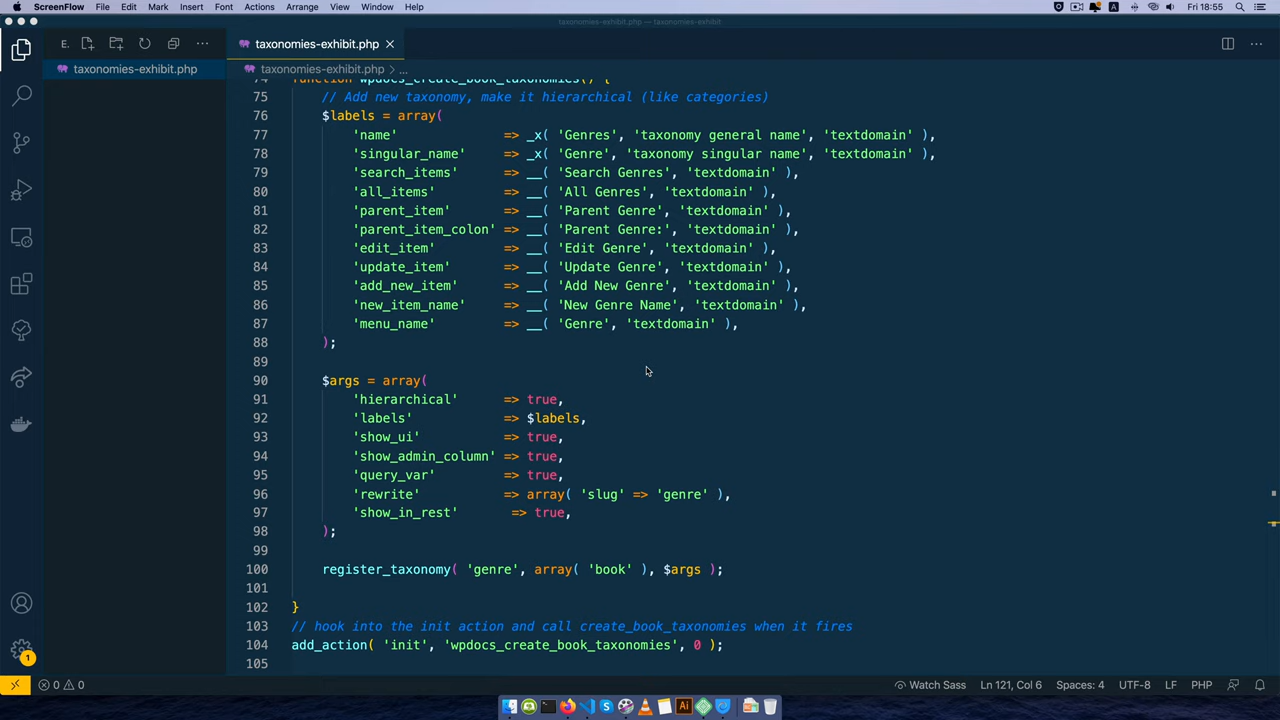 ScreenFlow File Edit Mark Insert Font Actions Arrange View Window Help
A Fri 18:55
taxonomies-exhibit.php — taxonomies-exhibit
E. taxonomies-exhibit.php
taxonomies-exhibit.php taxonomies-exhibit.php > ...
74 function wpdocs_create_book_taxonomies() {
75 // Add new taxonomy, make it hierarchical (like categories)
76 $labels = array(
77 'name' => _x( 'Genres', 'taxonomy general name', 'textdomain' ),
78 'singular_name' => _x( 'Genre', 'taxonomy singular name', 'textdomain' ),
79 'search_items' => __( 'Search Genres', 'textdomain' ),
80 'all_items' => __( 'All Genres', 'textdomain' ),
81 'parent_item' => __( 'Parent Genre', 'textdomain' ),
82 'parent_item_colon' => __( 'Parent Genre:', 'textdomain' ),
83 'edit_item' => __( 'Edit Genre', 'textdomain' ),
84 'update_item' => __( 'Update Genre', 'textdomain' ),
85 'add_new_item' => __( 'Add New Genre', 'textdomain' ),
86 'new_item_name' => __( 'New Genre Name', 'textdomain' ),
87 'menu_name' => __( 'Genre', 'textdomain' ),
88 );
89
90 $args = array(
91 'hierarchical' => true,
92 'labels' => $labels,
93 'show_ui' => true,
94 'show_admin_column' => true,
95 'query_var' => true,
96 'rewrite' => array( 'slug' => 'genre' ),
97 'show_in_rest' => true,
98 );
99
100 register_taxonomy( 'genre', array( 'book' ), $args );
101
102 }
103 // hook into the init action and call create_book_taxonomies when it fires
104 add_action( 'init', 'wpdocs_create_book_taxonomies', 0 );
105
1
0 0 Watch Sass Ln 121, Col 6 Spaces: 4 UTF-8 LF PHP
Ai